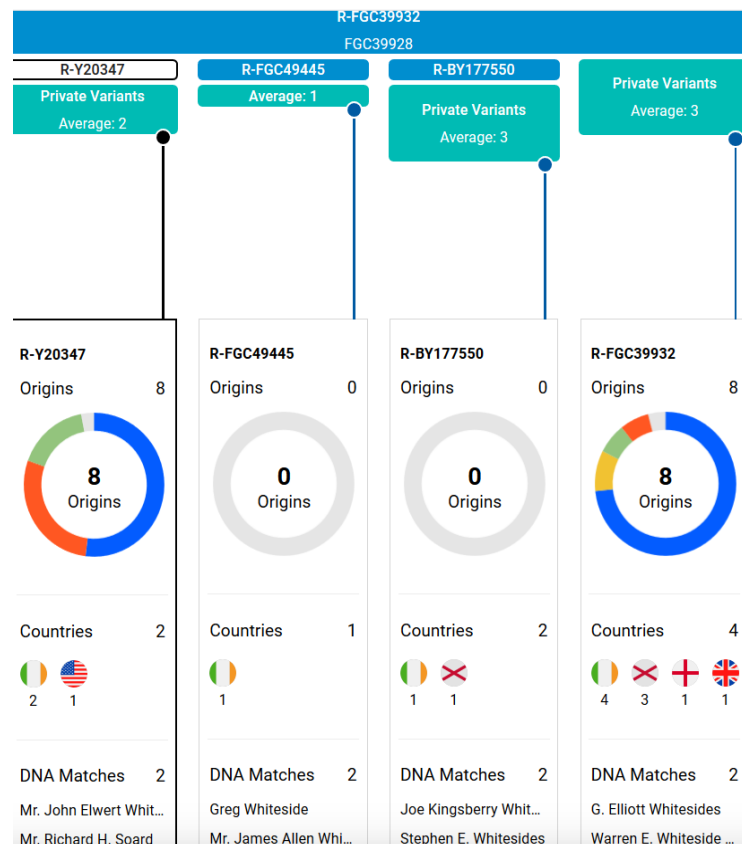 R-FGC39932
FGC39928
R-Y20347
R-FGC49445
R-BY177550
Private Variants
Average: 2
Average: 1
Private Variants
Average: 3
Private Variants
Average: 3
R-Y20347
Origins 8
8
Origins
Countries 2
2 1
DNA Matches 2
Mr. John Elwert Whit...
Mr. Richard H. Soard
R-FGC49445
Origins 0
0
Origins
Countries 1
1
DNA Matches 2
Greg Whiteside
Mr. James Allen Whi...
R-BY177550
Origins 0
0
Origins
Countries 2
1 1
DNA Matches 2
Joe Kingsberry Whit...
Stephen E. Whitesides
R-FGC39932
Origins 8
8
Origins
Countries 4
4 3 1 1
DNA Matches 2
G. Elliott Whitesides
Warren E. Whiteside ...